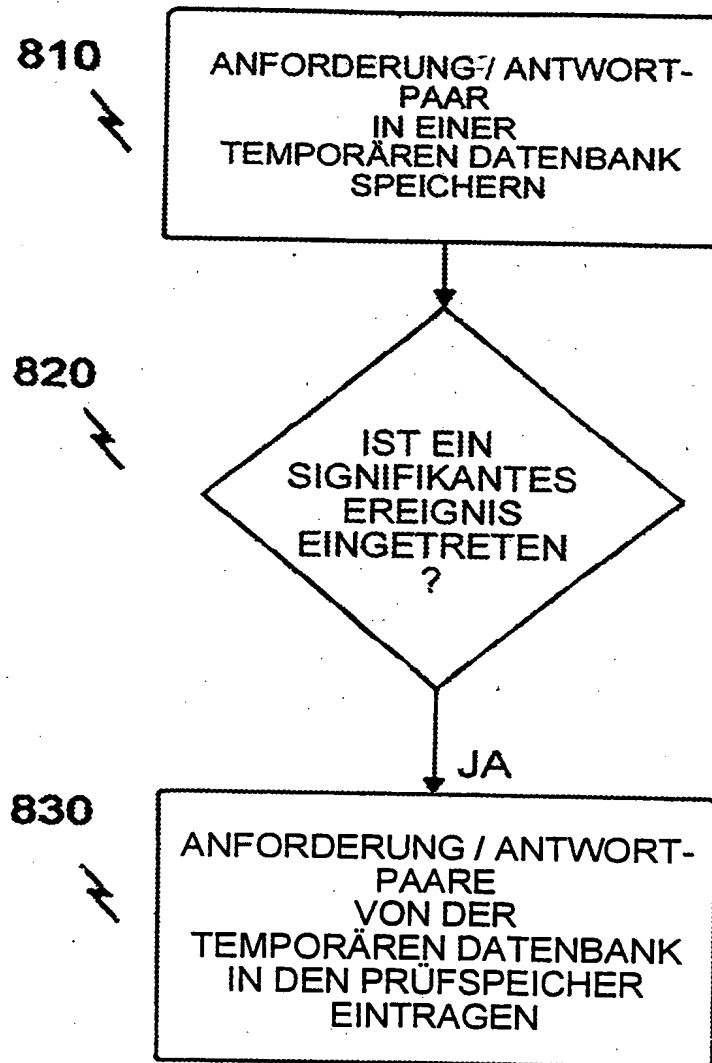 810
ANFORDERUNG-/ ANTWORT-
PAAR
IN EINER
TEMPORÄREN DATENBANK
SPEICHERN
820
IST EIN
SIGNIFIKANTES
EREIGNIS
EINGETRETEN
?
JA
830
ANFORDERUNG / ANTWORT-
PAARE
VON DER
TEMPORÄREN DATENBANK
IN DEN PRÜFSPEICHER
EINTRAGEN